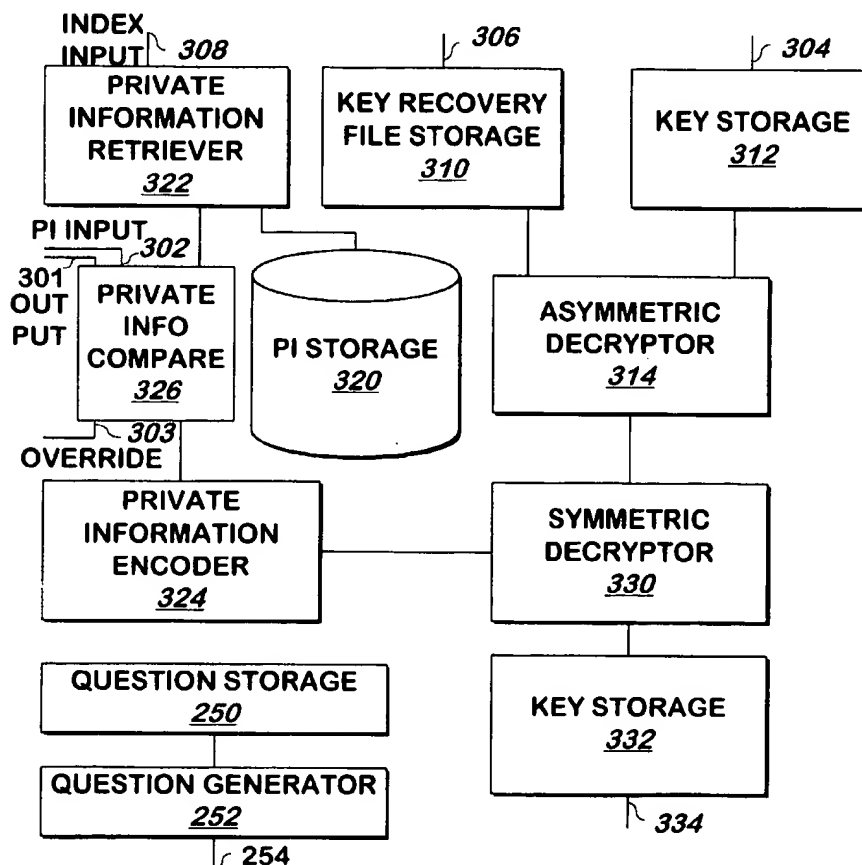 INDEX
INPUT
308
306
304
PRIVATE
INFORMATION
RETRIEVER
322
KEY RECOVERY
FILE STORAGE
310
KEY STORAGE
312
PI INPUT
302
301
OUT
PUT
PRIVATE
INFO
COMPARE
326
PI STORAGE
320
ASYMMETRIC
DECRYPTOR
314
303
OVERRIDE
PRIVATE
INFORMATION
ENCODER
324
SYMMETRIC
DECRYPTOR
330
QUESTION STORAGE
250
KEY STORAGE
332
QUESTION GENERATOR
252
334
254